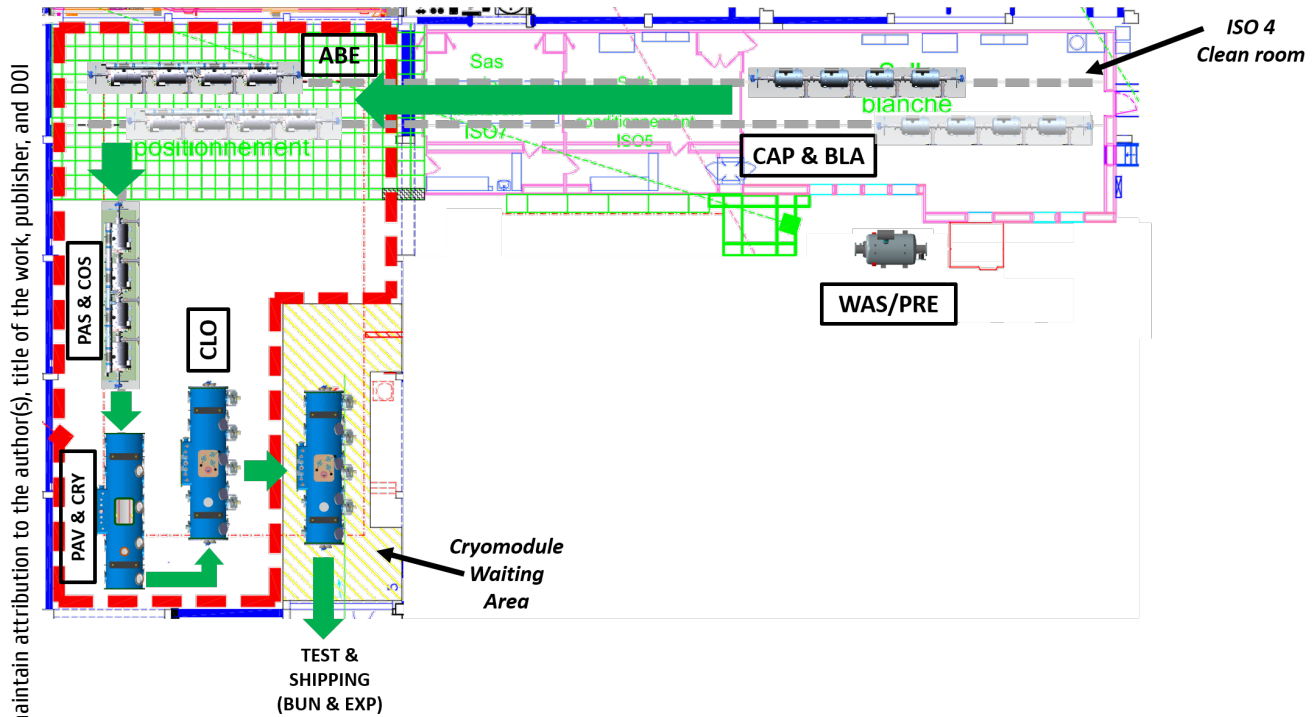 ABE
ISO 4
Clean room
Sas
ISO7
conditionnement
ISO5
blanche
positionnement
CAP & BLA
WAS/PRE
PAS & COS
CLO
PAV & CRY
Cryomodule
Waiting
Area
5
TEST &
SHIPPING
(BUN & EXP)
maintain attribution to the author(s), title of the work, publisher, and DOI